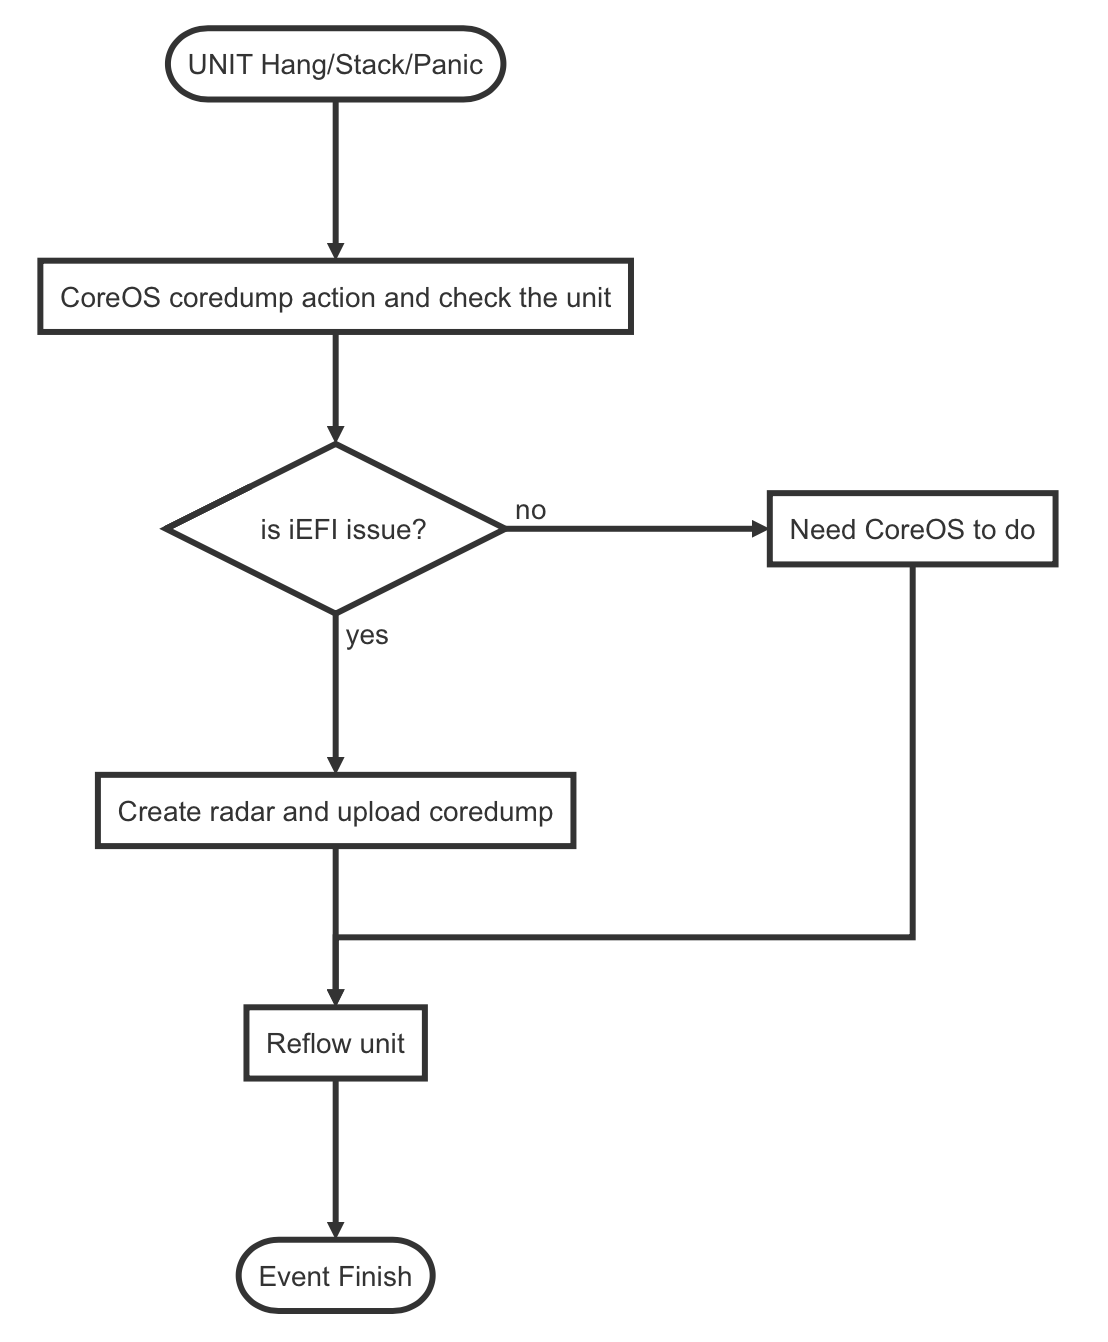 UNIT Hang/Stack/Panic
CoreOS coredump action and check the unit
is iEFI issue?
no
Need CoreOS to do
yes
Create radar and upload coredump
Reflow unit
Event Finish